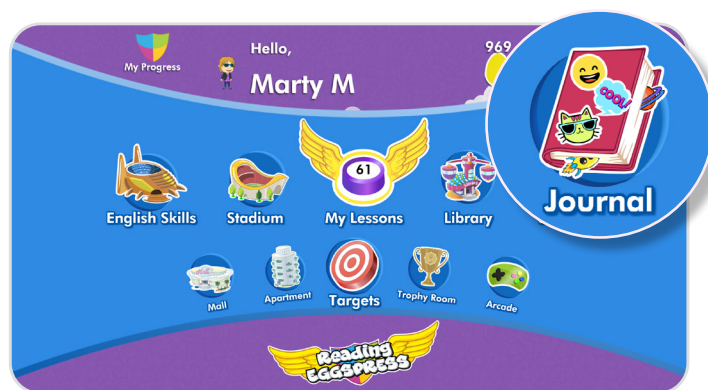 My Progress
Hello,
Marty M
969
COOL!
Journal
English Skills
Stadium
61
My Lessons
Library
Mall
Apartment
Targets
Trophy Room
Arcade
Reading
EGGSPRESS